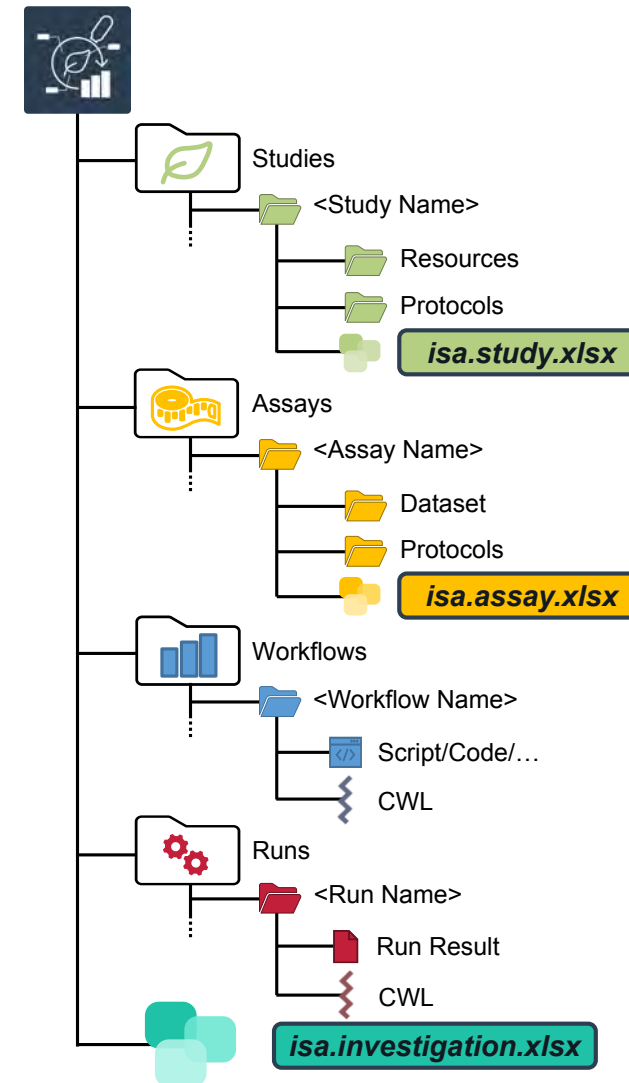 Studies
<Study Name>
Resources
Protocols
isa.study.xlsx
Assays
<Assay Name>
Dataset
Protocols
isa.assay.xlsx
Workflows
<Workflow Name>
</>
Script/Code/…
CWL
Runs
<Run Name>
Run Result
CWL
isa.investigation.xlsx